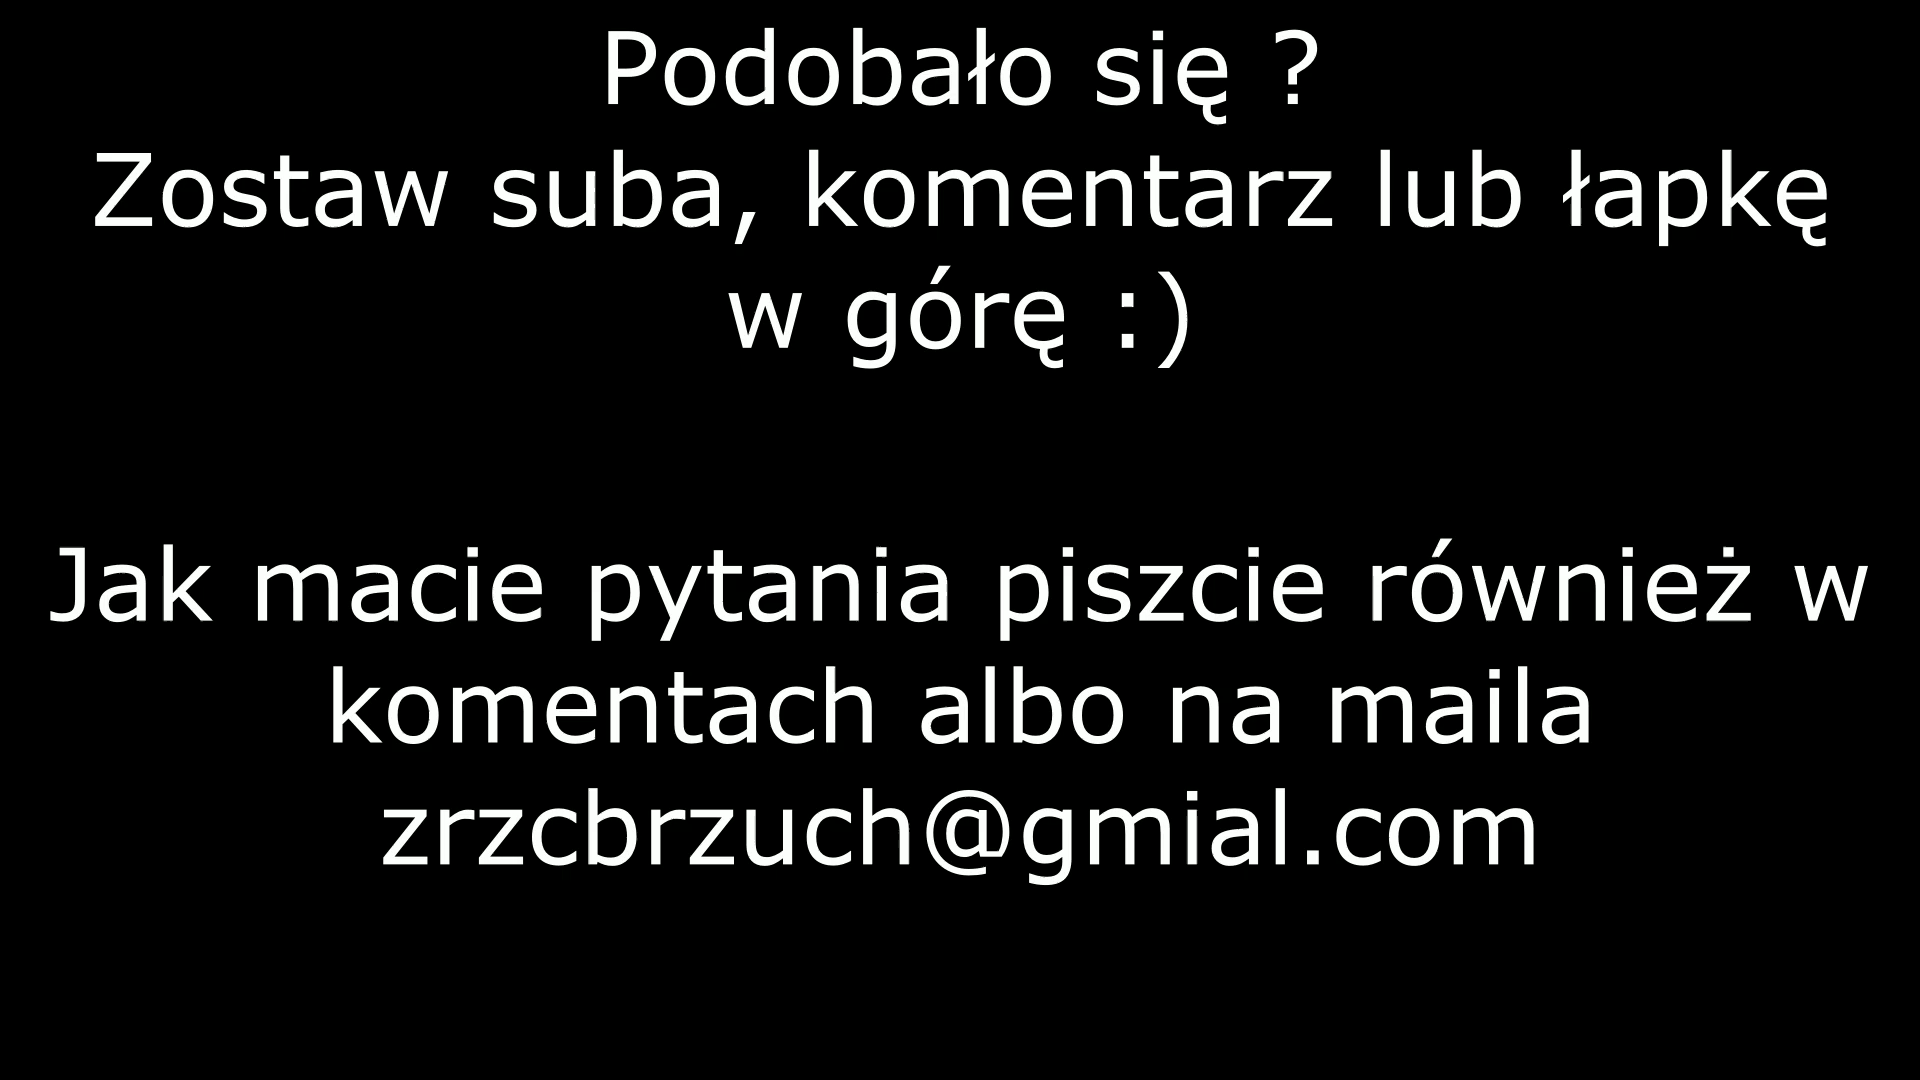 Podobało się ?
Zostaw suba, komentarz lub łapkę
w górę :)
Jak macie pytania piszcie również w
komentach albo na maila
zrzcbrzuch@gmial.com